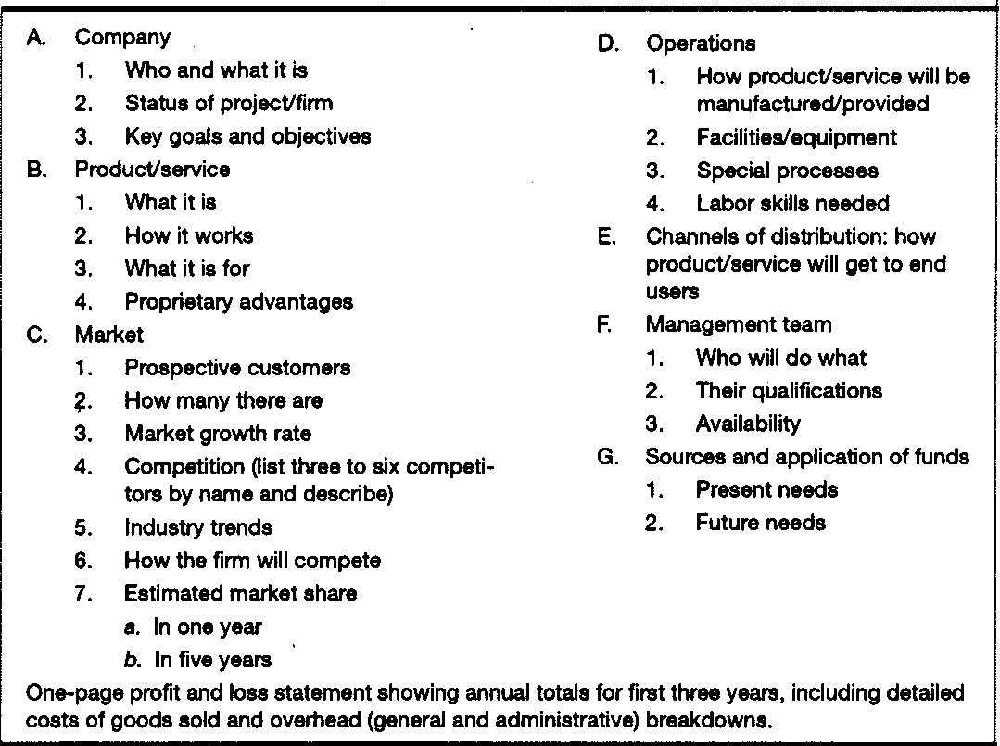 A. Company
1. Who and what it is
2. Status of project/firm
3. Key goals and objectives
B. Product/service
1. What it is
2. How it works
3. What it is for
4. Proprietary advantages
C. Market
1. Prospective customers
2. How many there are
3. Market growth rate
4. Competition (list three to six competi-
tors by name and describe)
5. Industry trends
6. How the firm will compete
7. Estimated market share
a. In one year
b. In five years
D. Operations
1. How product/service will be
manufactured/provided
2. Facilities/equipment
3. Special processes
4. Labor skills needed
E. Channels of distribution: how
product/service will get to end
users
F. Management team
1. Who will do what
2. Their qualifications
3. Availability
G. Sources and application of funds
1. Present needs
2. Future needs
One-page profit and loss statement showing annual totals for first three years, including detailed
costs of goods sold and overhead (general and administrative) breakdowns.